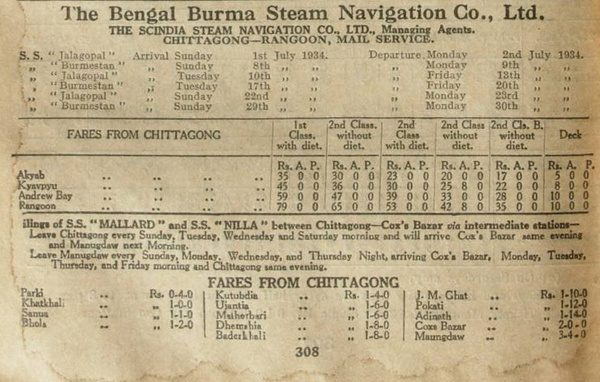 The Bengal Burma Steam Navigation Co., Ltd.
THE SCINDIA STEAM NAVIGATION CO., LTD., Managing Agents.
CHITTAGONG—RANGOON, MAIL SERVICE.
S. S. "Jalagopal" Arrival Sunday 1st July 1934. Departure Monday 2nd July 1934.
„ "Burmestan" „ Sunday 8th „ „ „ Monday 9th „ „
„ "Jalagopal" „ Tuesday 10th „ „ „ Friday 13th „ „
„ "Burmestan" „ Tuesday 17th „ „ „ Friday 20th „ „
„ "Jalagopal" „ Sunday 22nd „ „ „ Monday 23rd „ „
„ "Burmestan" „ Sunday 29th „ „ „ Monday 30th „ „
FARES FROM CHITTAGONG 1st Class. with diet. 2nd Class. without diet. 2nd Class with diet. 2nd Class without diet. 2nd Cls. B. without diet. Deck
Rs. A. P. Rs. A. P. Rs. A. P. Rs. A. P. Rs. A. P. Rs. A. P.
Akyab .. .. .. .. 35 0 0 30 0 0 23 0 0 20 0 0 17 0 0 5 0 0
Kyavpyu .. .. .. .. 45 0 0 36 0 0 30 0 0 25 8 0 22 0 0 8 0 0
Andrew Bay .. .. .. .. 59 0 0 47 0 0 39 0 0 33 0 0 28 0 0 10 0 0
Rangoon .. .. .. .. 79 0 0 65 0 0 53 0 0 42 8 0 35 0 0 10 0 0
ilings of S.S. "MALLARD" and S.S. "NILLA" between Chittagong—Cox's Bazar via intermediate stations—
Leave Chittagong every Sunday, Tuesday, Wednesday and Saturday morning and will arrive Cox's Bazar same evening
and Manugdaw next Morning.
Leave Manugdaw every Sunday, Monday, Wednesday, and Thursday Night, arriving Cox's Bazar, Monday, Tuesday,
Thursday, and Friday morning and Chittagong same evening.
FARES FROM CHITTAGONG
Parki .. Rs. 0-4-0 Kutubdia .. Rs. 1-4-0 J. M. Ghat .. Rs. 1-10-0
Khatkhali .. „ 1-0-0 Ujantia .. „ 1-6-0 Pokati .. „ 1-12-0
Sanua .. „ 1-1-0 Matherbari .. „ 1-6-0 Adinath .. „ 1-14-0
Bhola .. „ 1-2-0 Dhemshia .. „ 1-8-0 Coxs Bazar .. „ 2-0-0
Baderkhali .. „ 1-8-0 Maungdaw .. „ 3-4-0
308